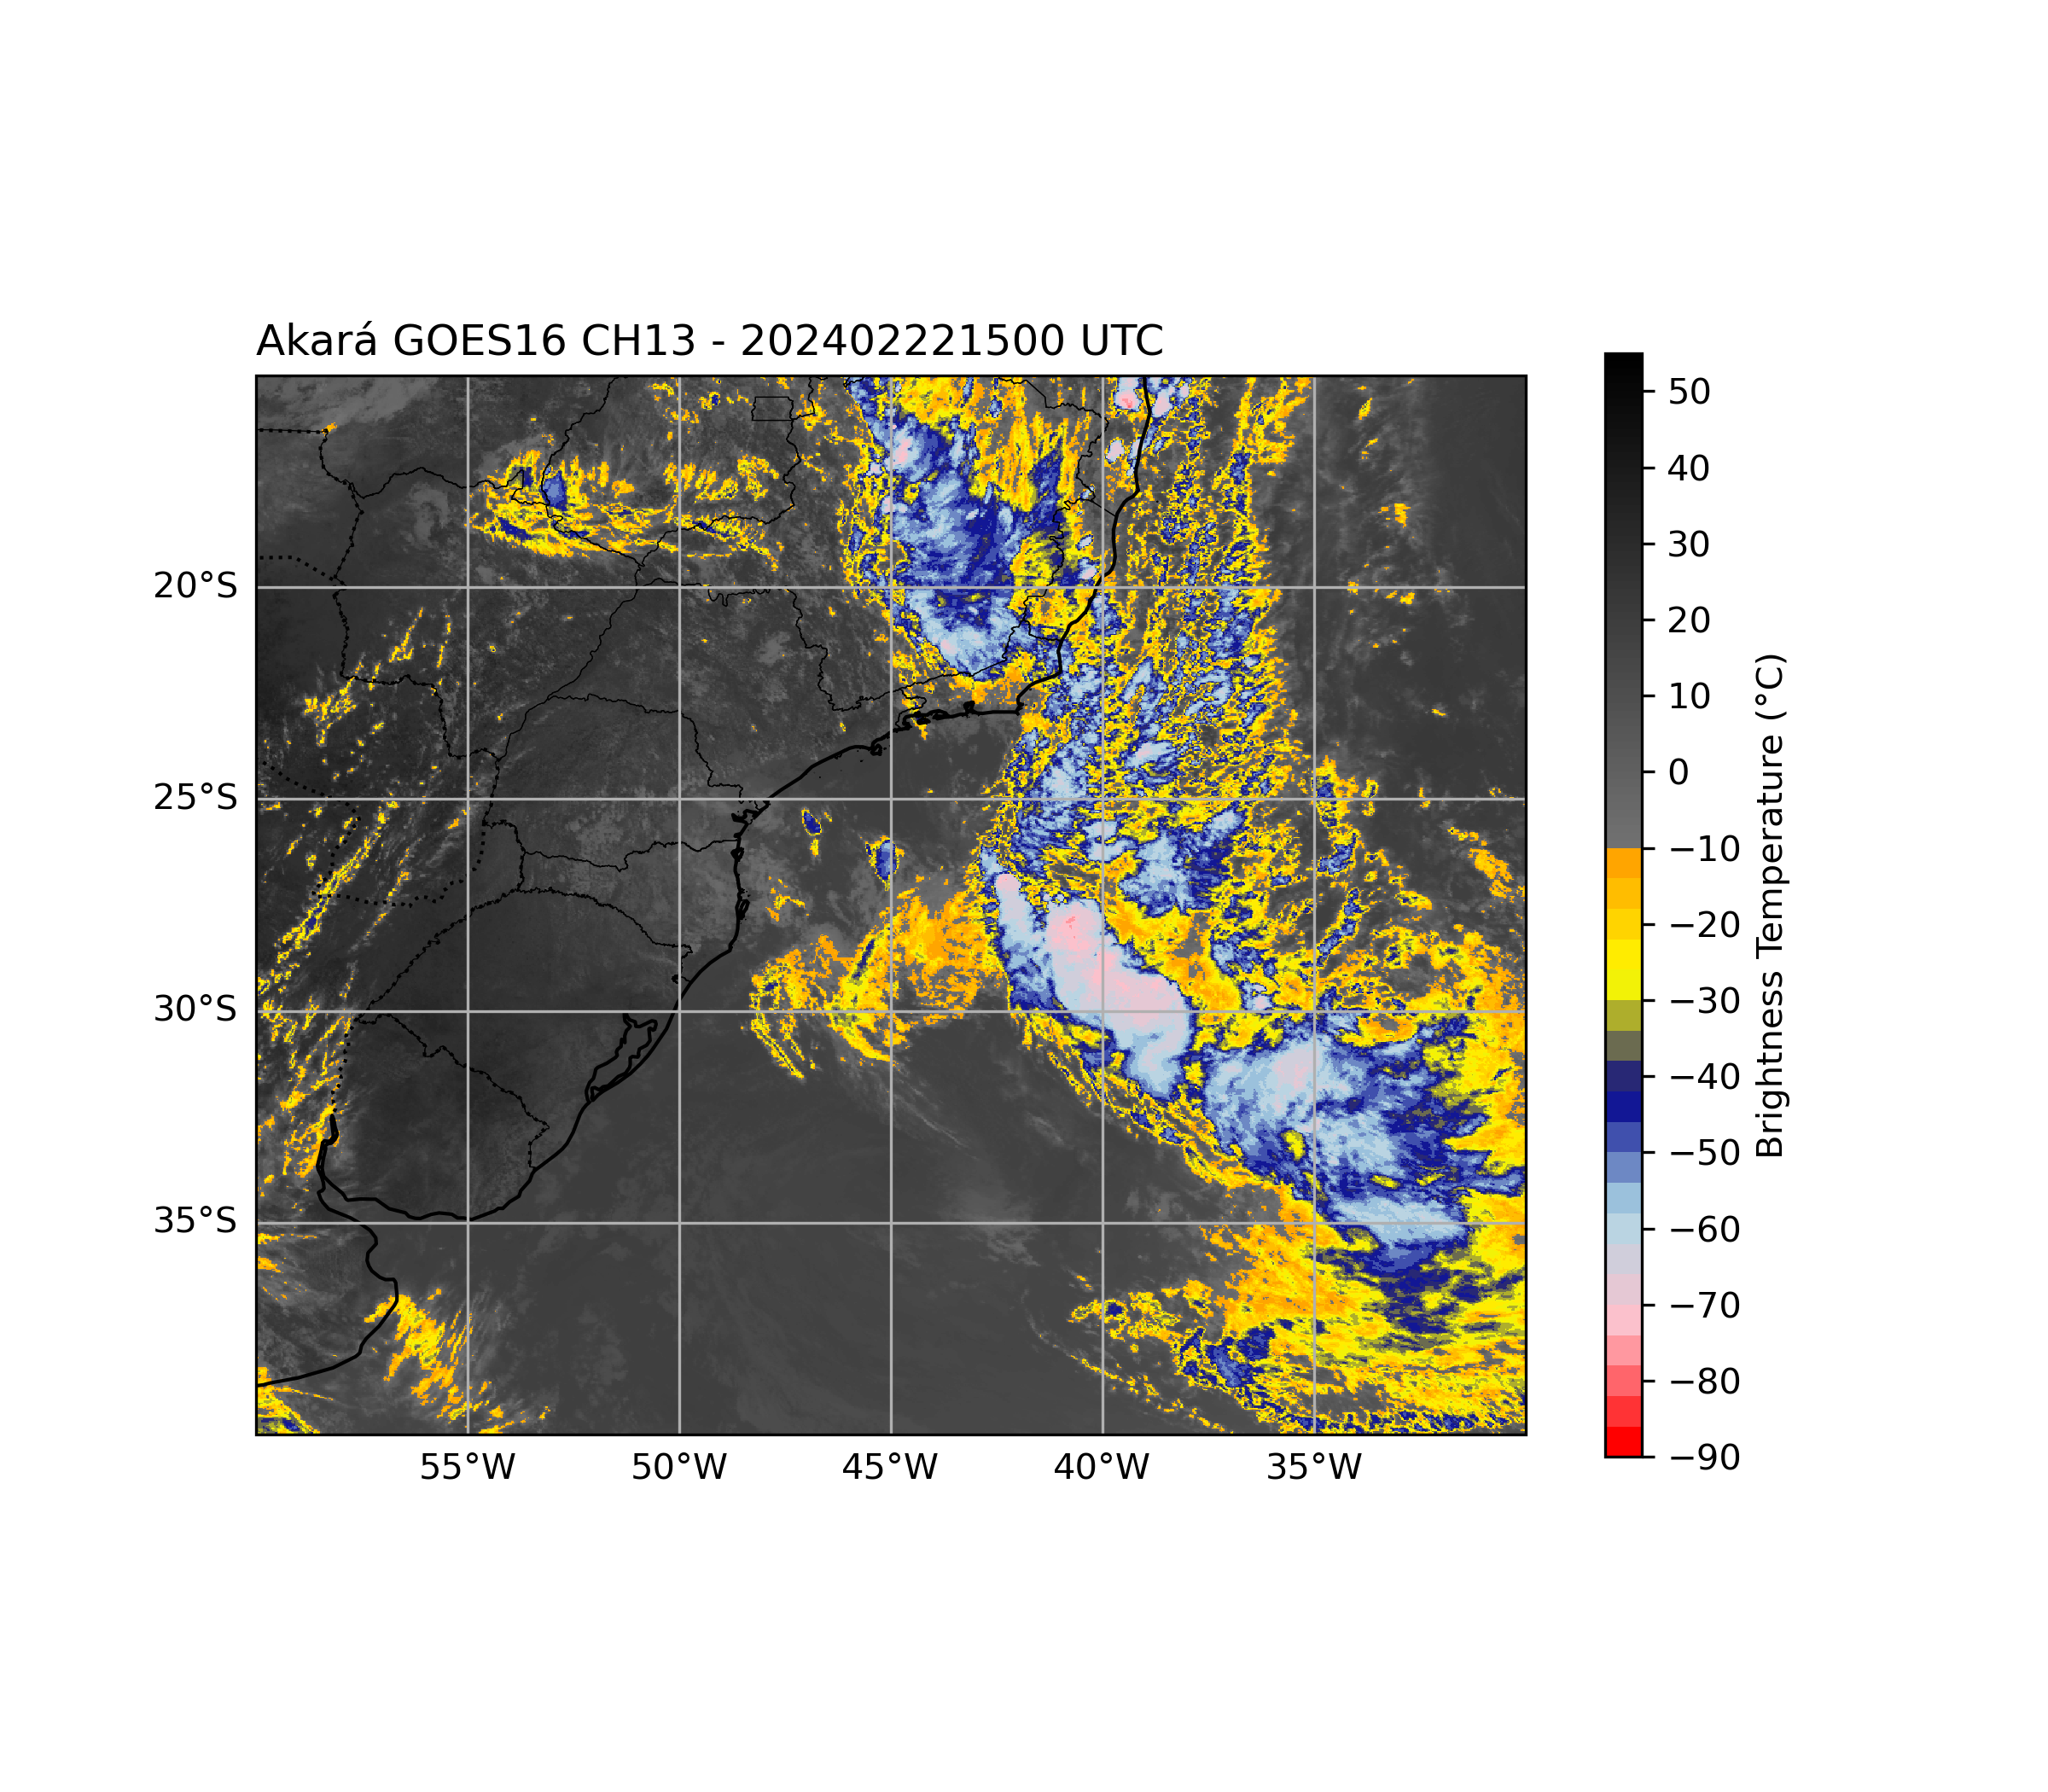 Akará GOES16 CH13 - 202402221500 UTC
20°S
25°S
30°S
35°S
55°W 50°W 45°W 40°W 35°W
50
40
30
20
10
0
−10
−20
−30
−40
−50
−60
−70
−80
−90
Brightness Temperature (°C)